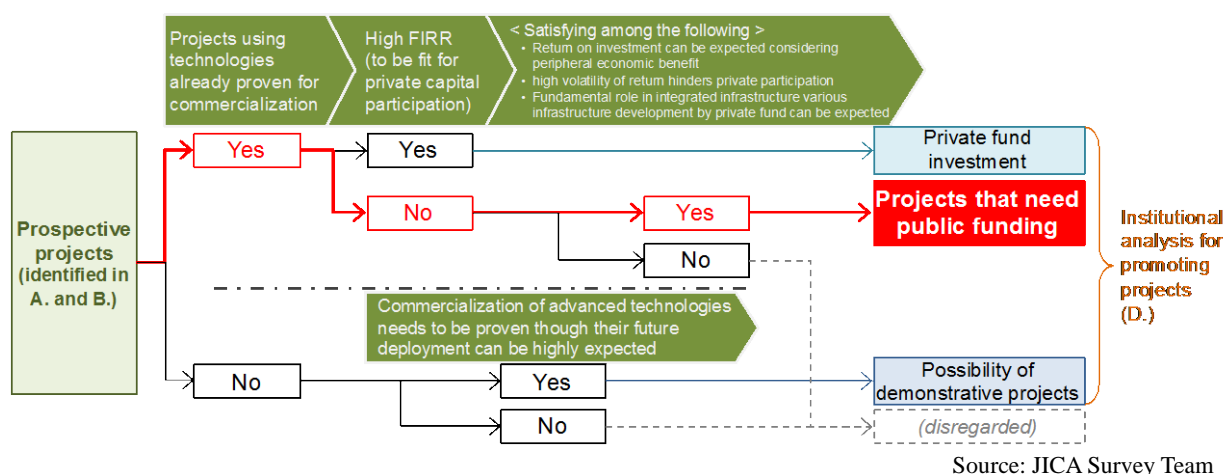 Projects using
technologies
already proven for
commercialization
High FIRR
(to be fit for
private capital
participation)
< Satisfying among the following >
• Return on investment can be expected considering
peripheral economic benefit
• high volatility of return hinders private participation
• Fundamental role in integrated infrastructure various
infrastructure development by private fund can be expected
Prospective
projects
(identified in
A. and B.)
Yes
Yes
Private fund
investment
No
Yes
Projects that need
public funding
No
Institutional
analysis for
promoting
projects
(D.)
Commercialization of advanced technologies
needs to be proven though their future
deployment can be highly expected
No
Yes
Possibility of
demonstrative projects
No
(disregarded)
Source: JICA Survey Team